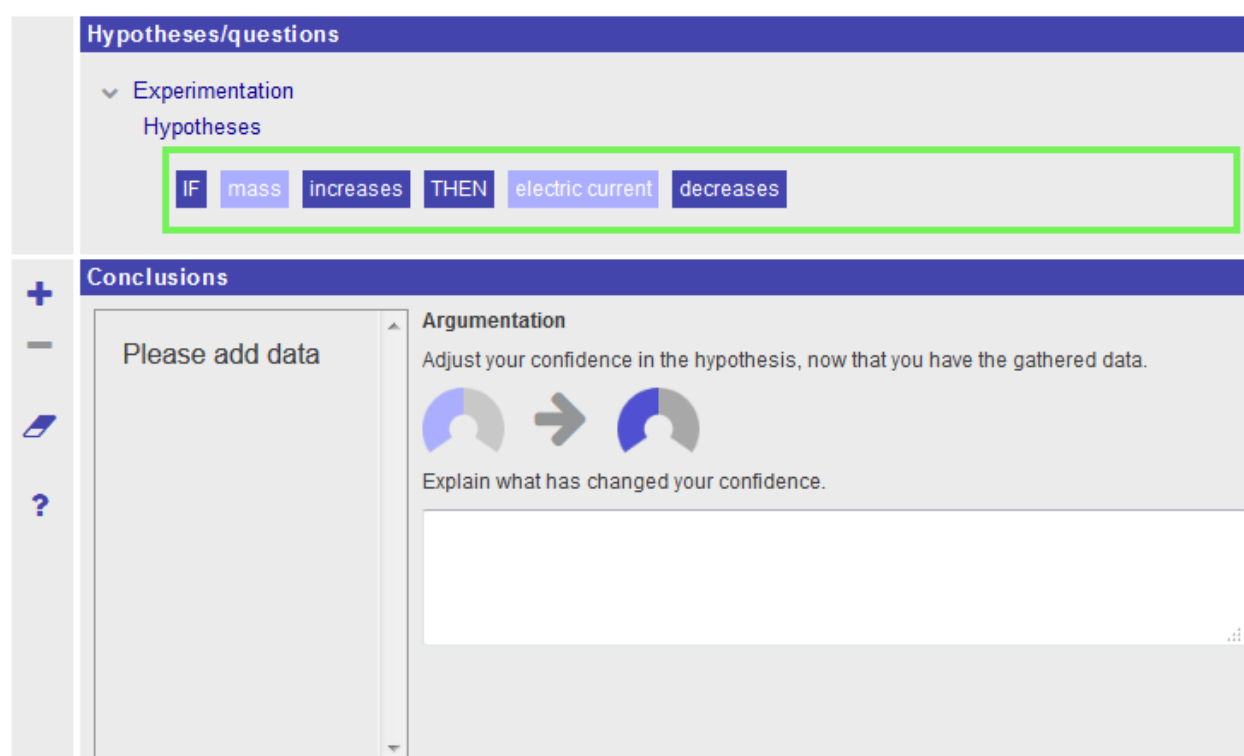 Hypotheses/questions
Experimentation
Hypotheses
IF mass increases THEN electric current decreases
Conclusions
Please add data
Argumentation
Adjust your confidence in the hypothesis, now that you have the gathered data.
Explain what has changed your confidence.
?